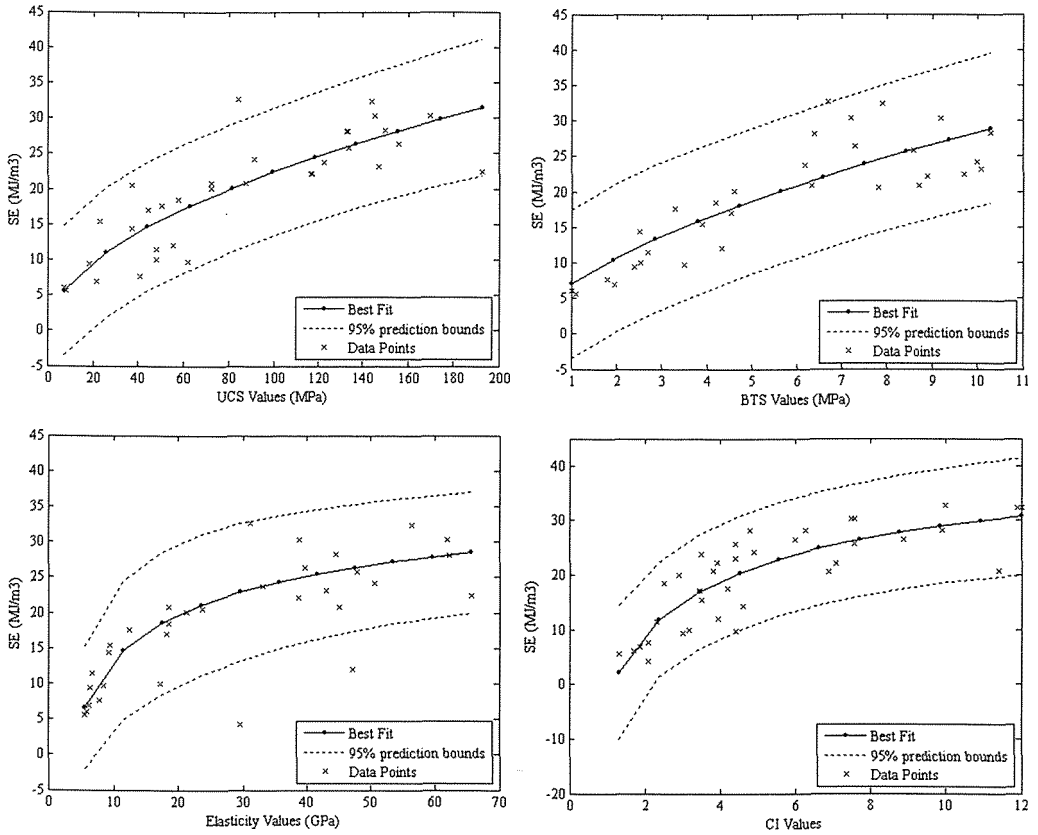 45
40
35
30
25
20
15
10
5
0
-5
SE (MJ/m3)
Best Fit
95% prediction bounds
Data Points
0 20 40 60 80 100 120 140 160 180 200
UCS Values (MPa)
45
40
35
30
25
20
15
10
5
0
-5
SE (MJ/m3)
Best Fit
95% prediction bounds
Data Points
1 2 3 4 5 6 7 8 9 10 11
BTS Values (MPa)
45
40
35
30
25
20
15
10
5
0
-5
SE (MJ/m3)
Best Fit
95% prediction bounds
Data Points
0 10 20 30 40 50 60 70
Elasticity Values (GPa)
40
30
20
10
0
-10
-20
SE (MJ/m3)
Best Fit
95% prediction bounds
Data Points
0 2 4 6 8 10 12
CI Values